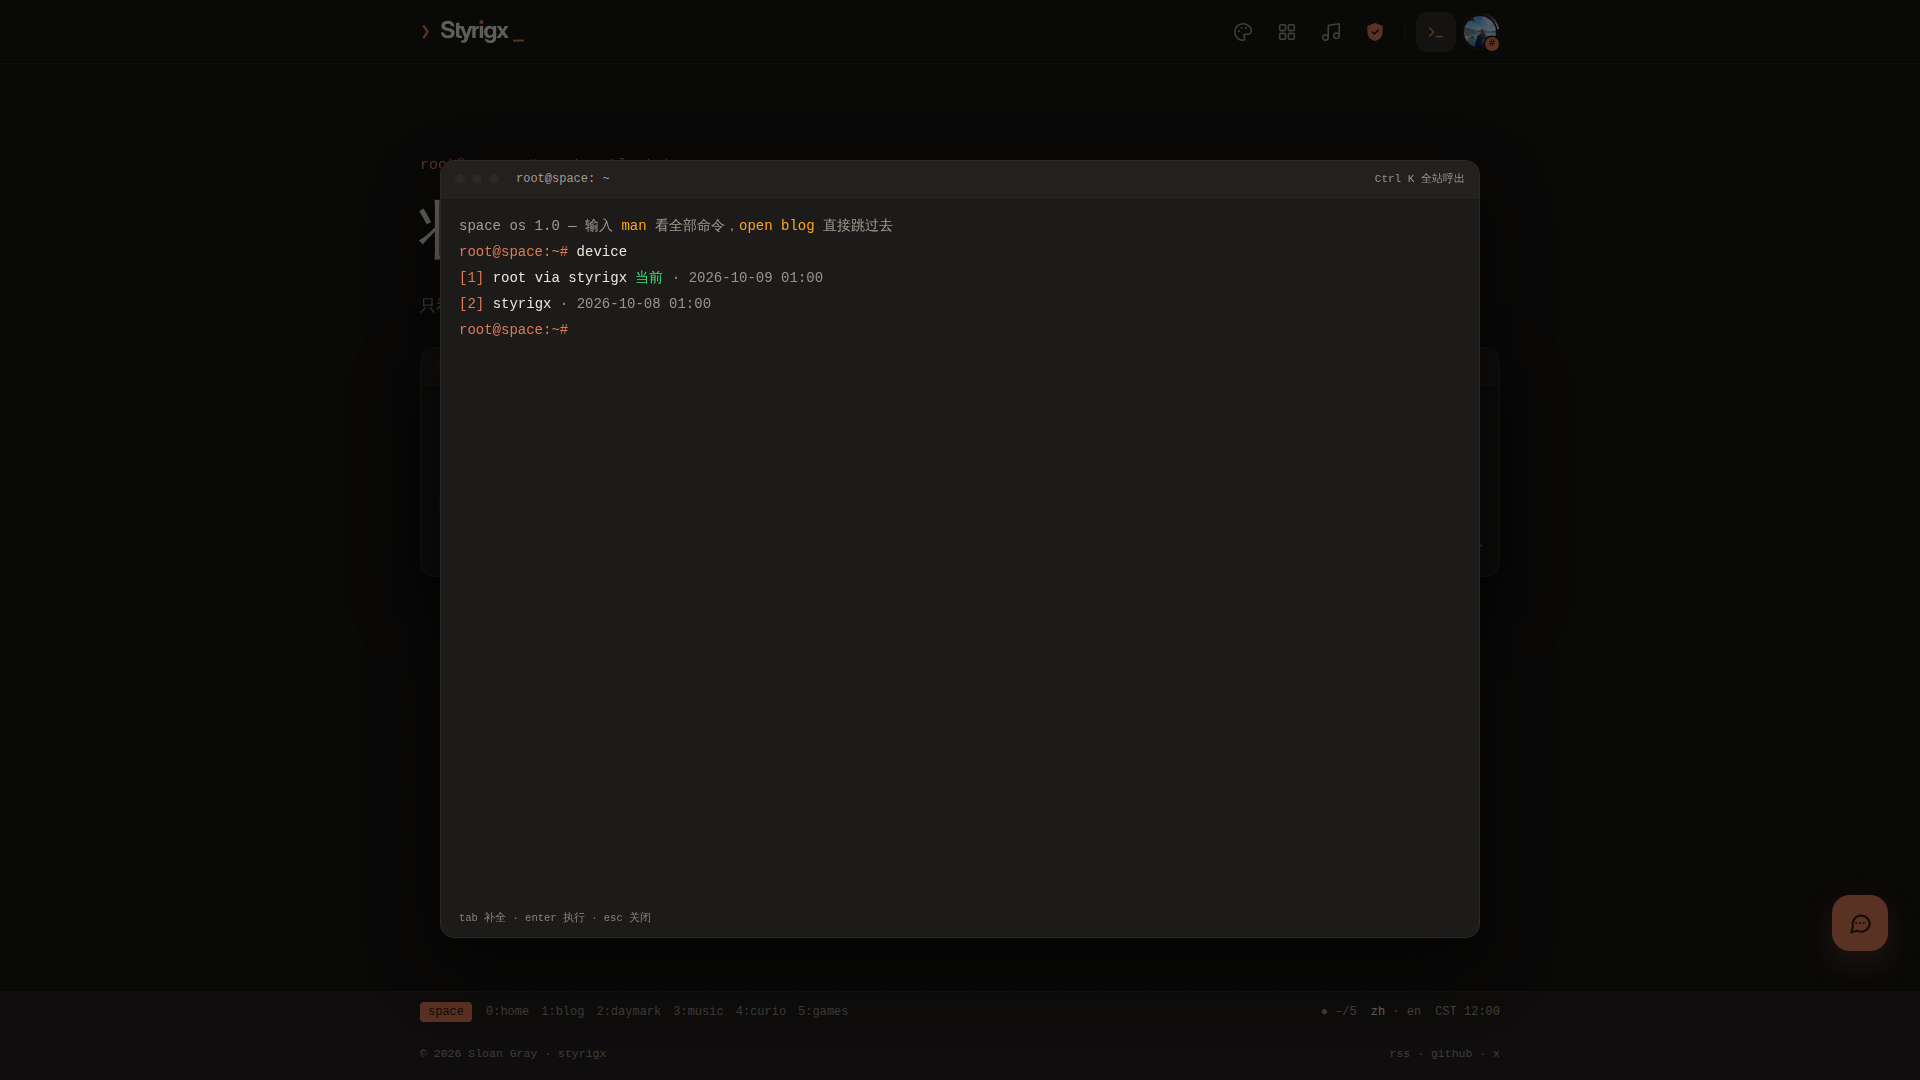 ❯ Styrigx _
root@space: ~
Ctrl K 全站呼出
space os 1.0 — 输入 man 看全部命令，open blog 直接跳过去
root@space:~# device
[1] root via styrigx 当前 · 2026-10-09 01:00
[2] styrigx · 2026-10-08 01:00
root@space:~#
tab 补全 · enter 执行 · esc 关闭
space 0:home 1:blog 2:daymark 3:music 4:curio 5:games
● −/5 zh · en CST 12:00
© 2026 Sloan Gray · styrigx
rss · github · x